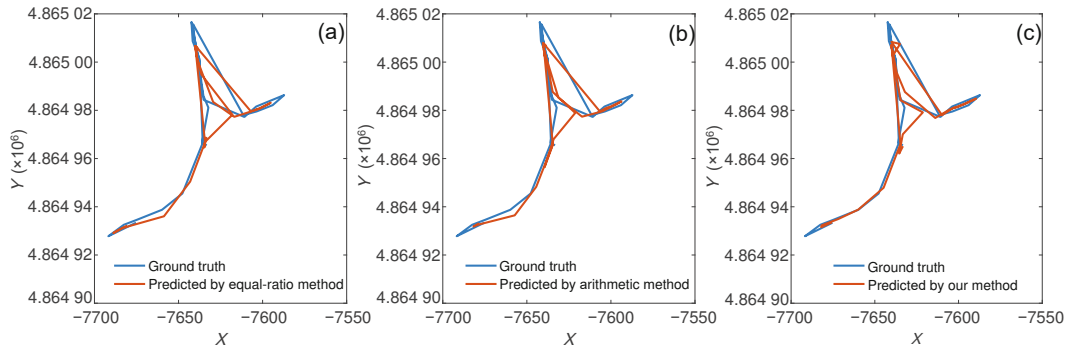 (a)
4.865 02
4.865 00
4.864 98
4.864 96
4.864 94
4.864 92
4.864 90
Y (×10⁶)
Ground truth
Predicted by equal-ratio method
−7700 −7650 −7600 −7550
X
(b)
4.865 02
4.865 00
4.864 98
4.864 96
4.864 94
4.864 92
4.864 90
Y (×10⁶)
Ground truth
Predicted by arithmetic method
−7700 −7650 −7600 −7550
X
(c)
4.865 02
4.865 00
4.864 98
4.864 96
4.864 94
4.864 92
4.864 90
Y (×10⁶)
Ground truth
Predicted by our method
−7700 −7650 −7600 −7550
X